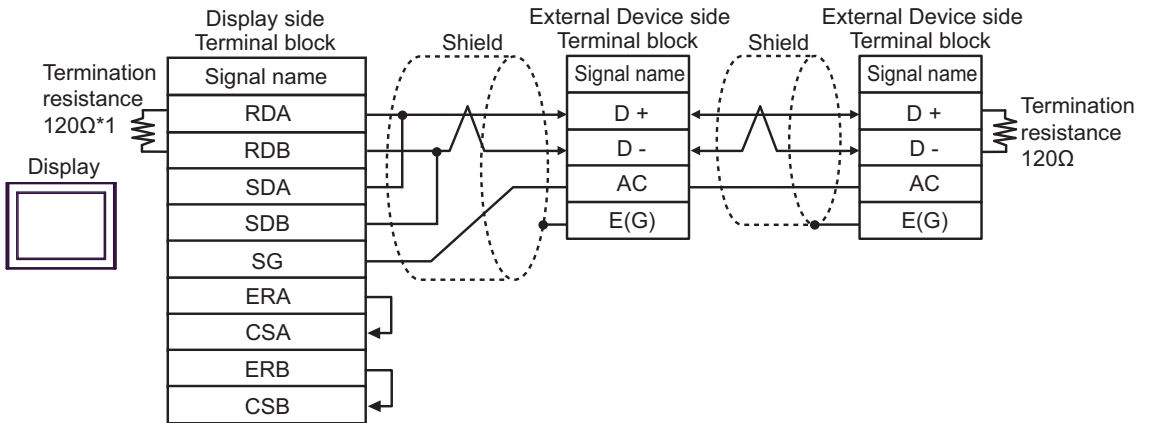 Display side
Terminal block
External Device side
Terminal block
External Device side
Terminal block
Shield
Shield
Termination
resistance
120Ω*1
Display
Signal name
RDA
RDB
SDA
SDB
SG
ERA
CSA
ERB
CSB
Signal name
D +
D -
AC
E(G)
Signal name
D +
D -
AC
E(G)
Termination
resistance
120Ω